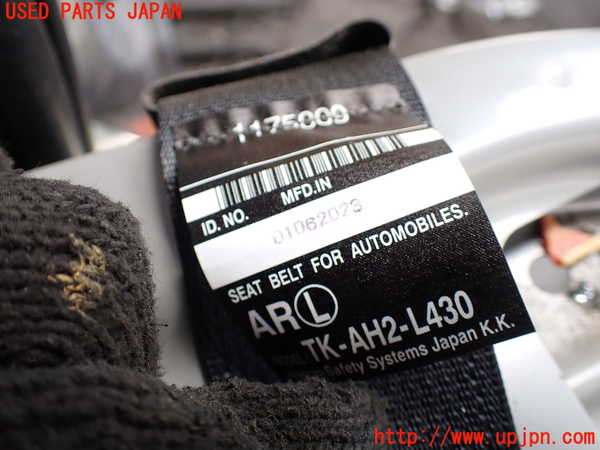 USED PARTS JAPAN
1175009
ID. NO.
MFD.IN
01062023
SEAT BELT FOR AUTOMOBILES.
AR L
TK-AH2-L430
Safety Systems Japan K.K.
http://www.upjpn.com